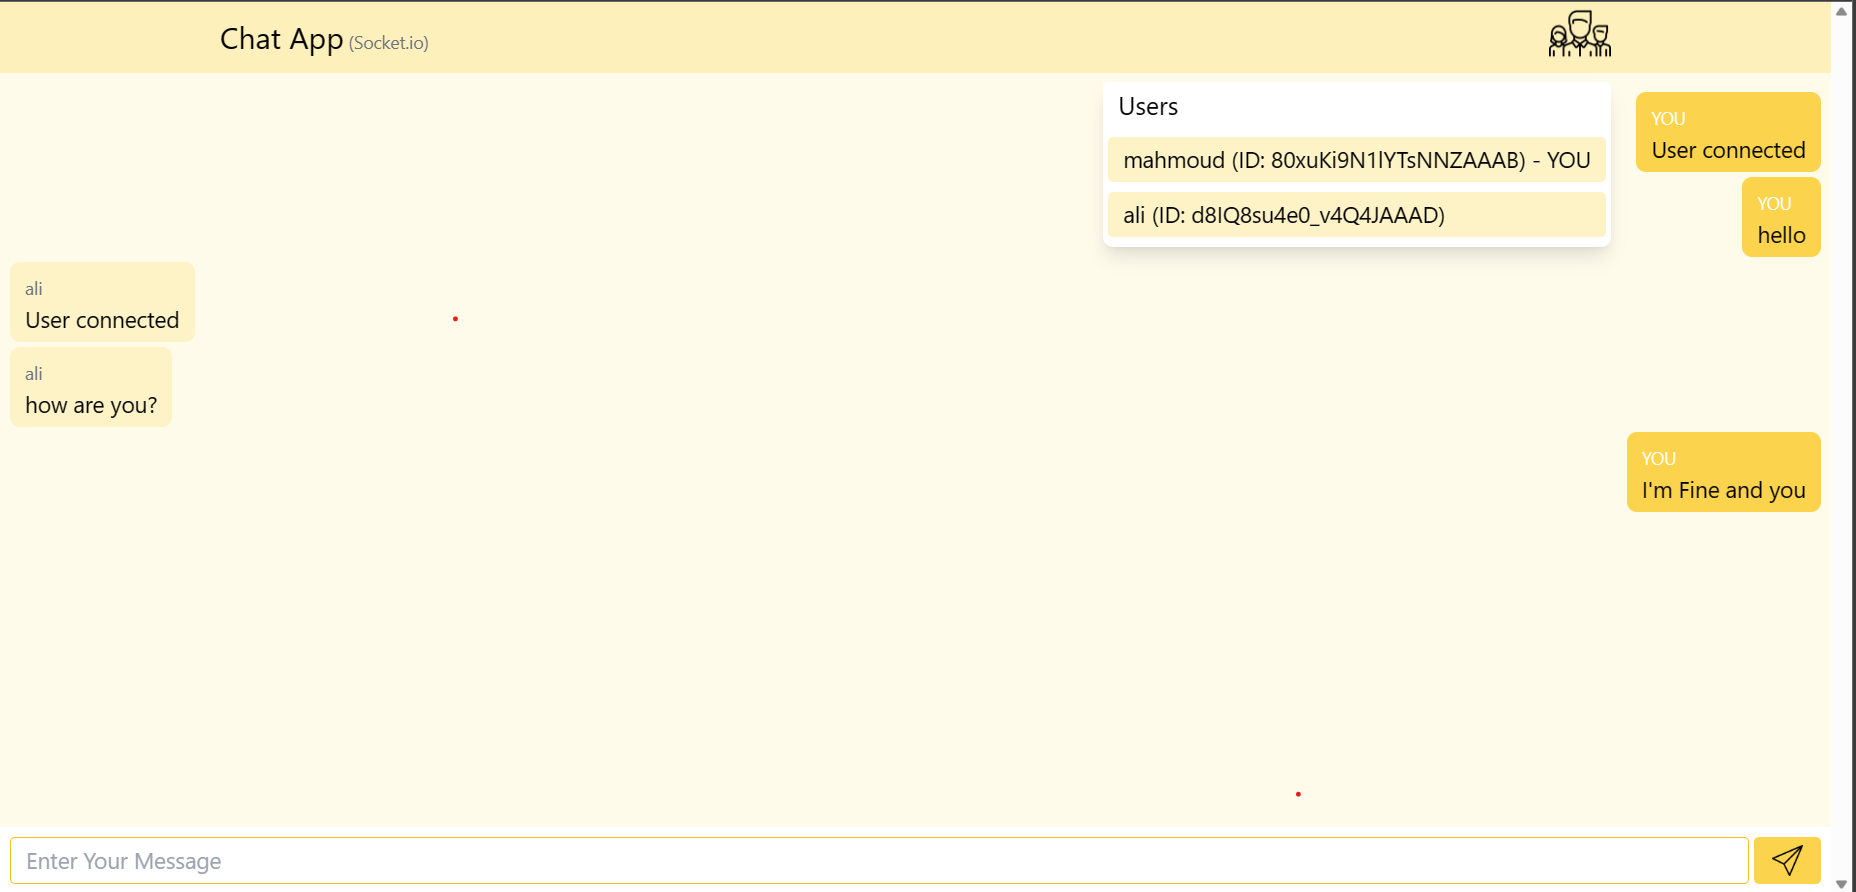 Chat App (Socket.io)
Users
mahmoud (ID: 80xuKi9N1lYTsNNZAAAB) - YOU
ali (ID: d8IQ8su4e0_v4Q4JAAAD)
YOU
User connected
YOU
hello
ali
User connected
ali
how are you?
YOU
I'm Fine and you
Enter Your Message